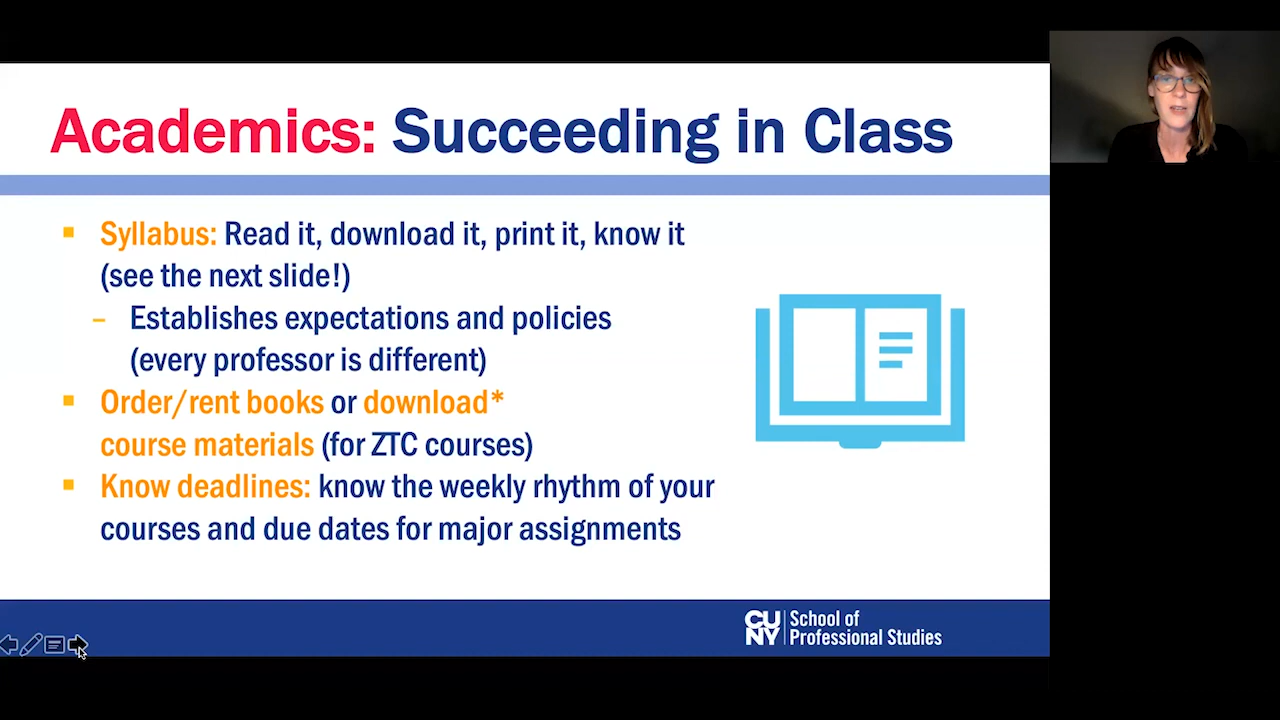 Academics: Succeeding in Class
Syllabus: Read it, download it, print it, know it
(see the next slide!)
Establishes expectations and policies
(every professor is different)
Order/rent books or download*
course materials (for ZTC courses)
Know deadlines: know the weekly rhythm of your
courses and due dates for major assignments
CU
NY
School of
Professional Studies